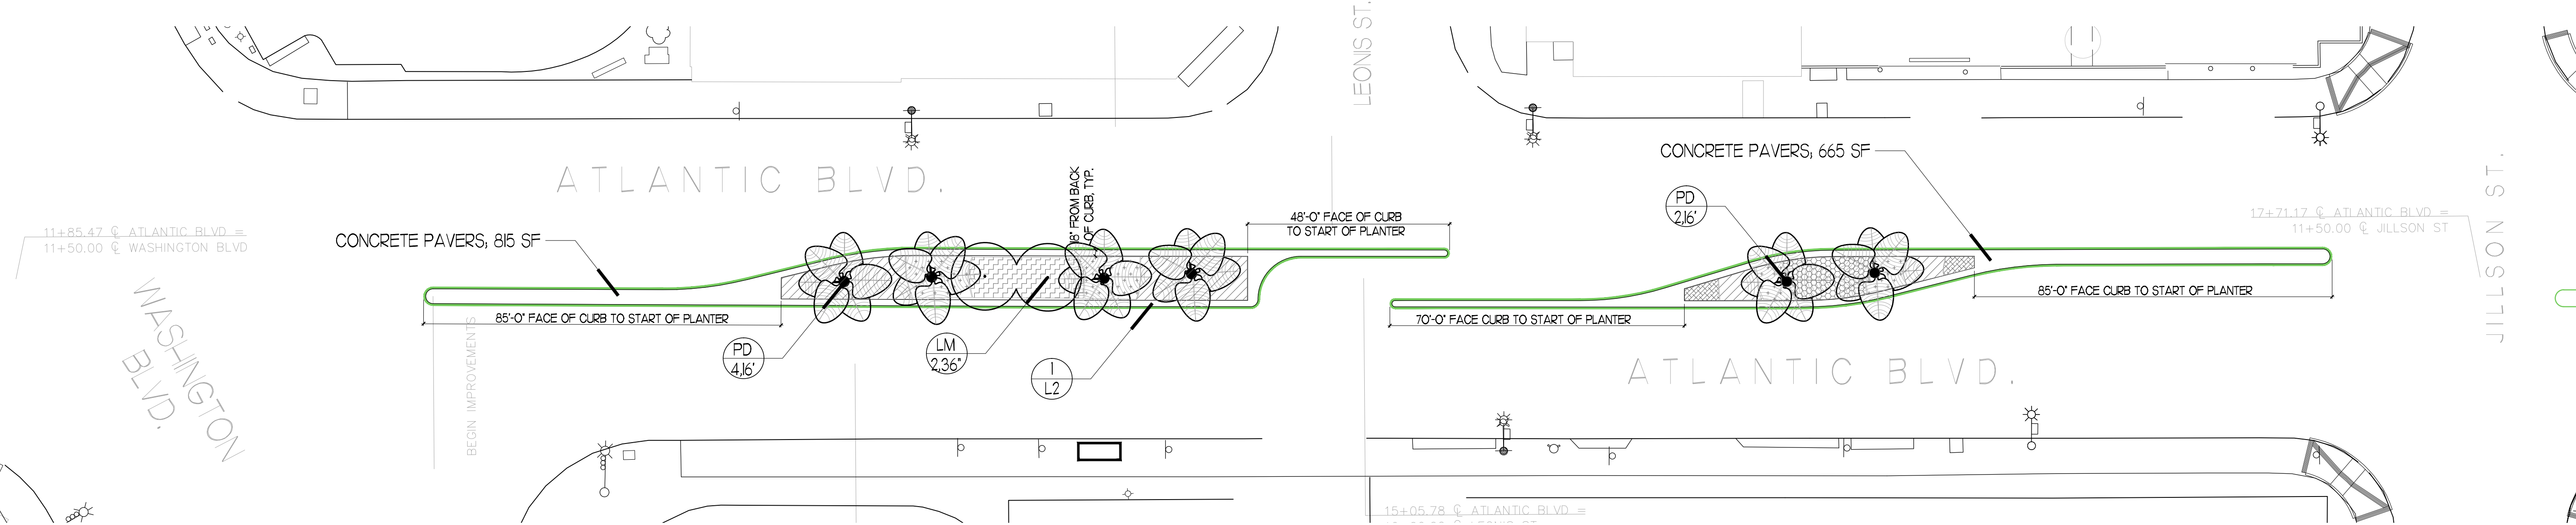 LEONIS ST.
ATLANTIC BLVD.
CONCRETE PAVERS; 665 SF
PD
2,16'
JILLSON ST.
17+71.17 ℄ ATLANTIC BLVD =
11+50.00 ℄ JILLSON ST
11+85.47 ℄ ATLANTIC BLVD =
11+50.00 ℄ WASHINGTON BLVD
CONCRETE PAVERS; 815 SF
18" FROM BACK
OF CURB, TYP.
48'-0" FACE OF CURB
TO START OF PLANTER
WASHINGTON
BLVD.
BEGIN IMPROVEMENTS
85'-0" FACE OF CURB TO START OF PLANTER
PD
4,16'
LM
2,36"
1
L2
70'-0" FACE CURB TO START OF PLANTER
85'-0" FACE CURB TO START OF PLANTER
ATLANTIC BLVD.
15+05.78 ℄ ATLANTIC BLVD =